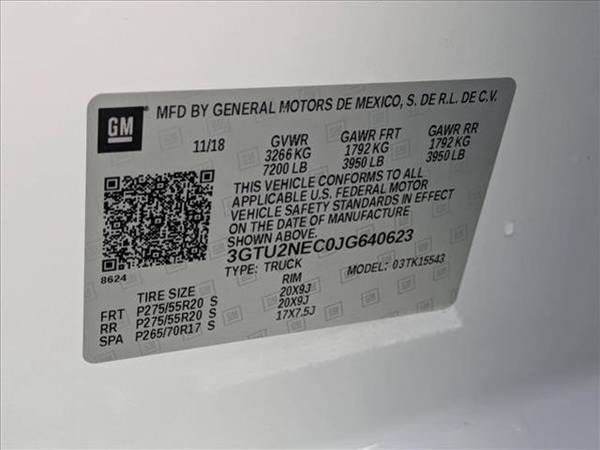 GM
MFD BY GENERAL MOTORS DE MEXICO, S. DE R.L. DE C.V.
11/18 GVWR GAWR FRT GAWR RR
3266 KG 1792 KG 1792 KG
7200 LB 3950 LB 3950 LB
THIS VEHICLE CONFORMS TO ALL
APPLICABLE U.S. FEDERAL MOTOR
VEHICLE SAFETY STANDARDS IN EFFECT
ON THE DATE OF MANUFACTURE
SHOWN ABOVE.
3GTU2NEC0JG640623
8624
TYPE: TRUCK MODEL: 03TK15543
TIRE SIZE RIM
FRT P275/55R20 S 20X9J
RR P275/55R20 S 20X9J
SPA P265/70R17 S 17X7.5J